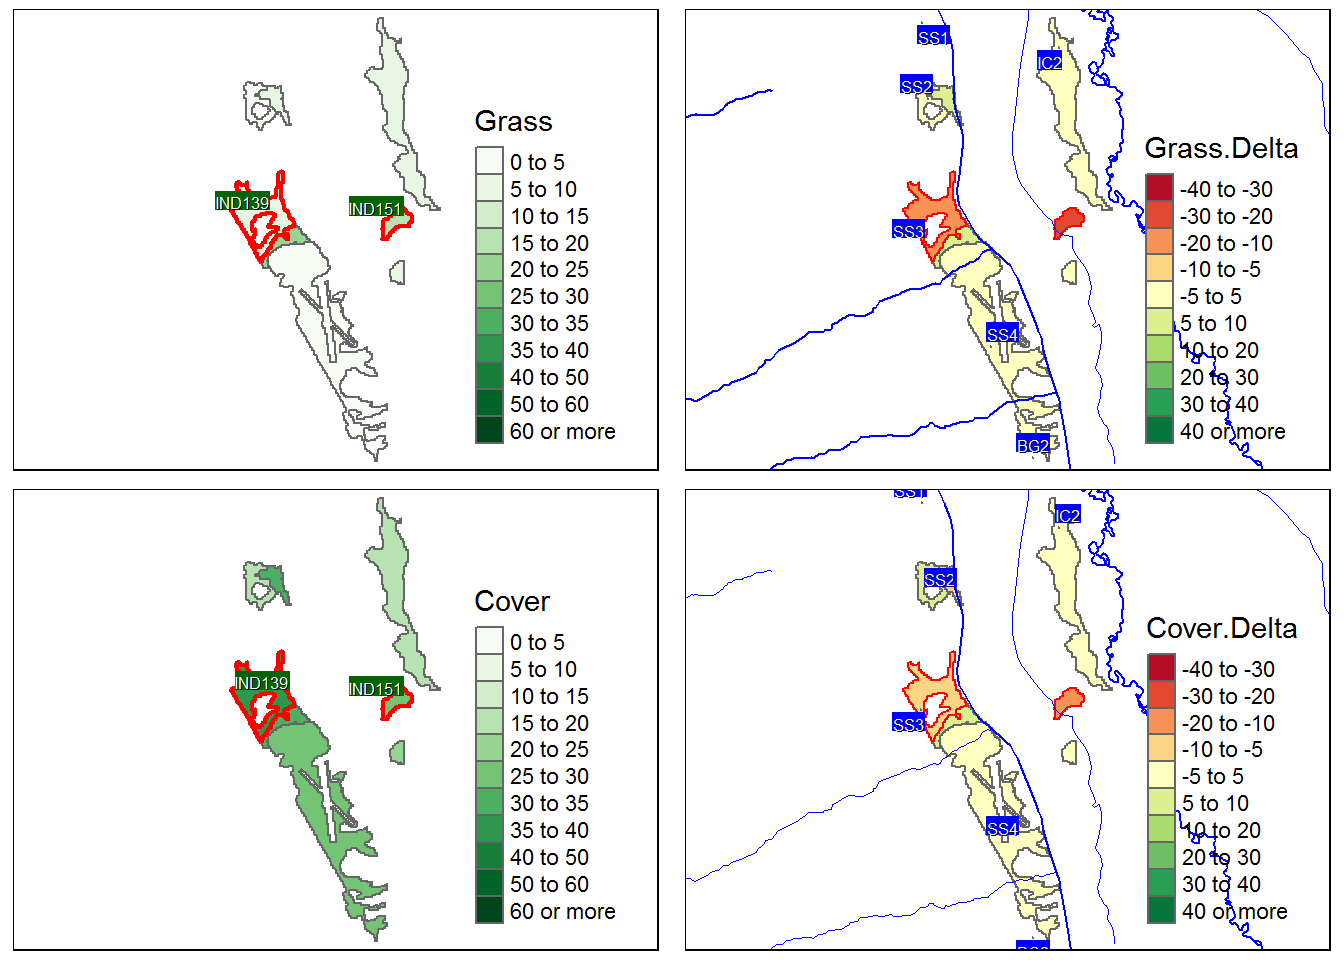 Grass
0 to 5
5 to 10
10 to 15
15 to 20
20 to 25
25 to 30
30 to 35
35 to 40
40 to 50
50 to 60
60 or more
IND139
IND151
SS1
IC2
SS2
SS3
SS4
BG2
Grass.Delta
-40 to -30
-30 to -20
-20 to -10
-10 to -5
-5 to 5
5 to 10
10 to 20
20 to 30
30 to 40
40 or more
Cover
0 to 5
5 to 10
10 to 15
15 to 20
20 to 25
25 to 30
30 to 35
35 to 40
40 to 50
50 to 60
60 or more
IND139
IND151
SS1
IC2
SS2
SS3
SS4
Cover.Delta
-40 to -30
-30 to -20
-20 to -10
-10 to -5
-5 to 5
5 to 10
10 to 20
20 to 30
30 to 40
40 or more